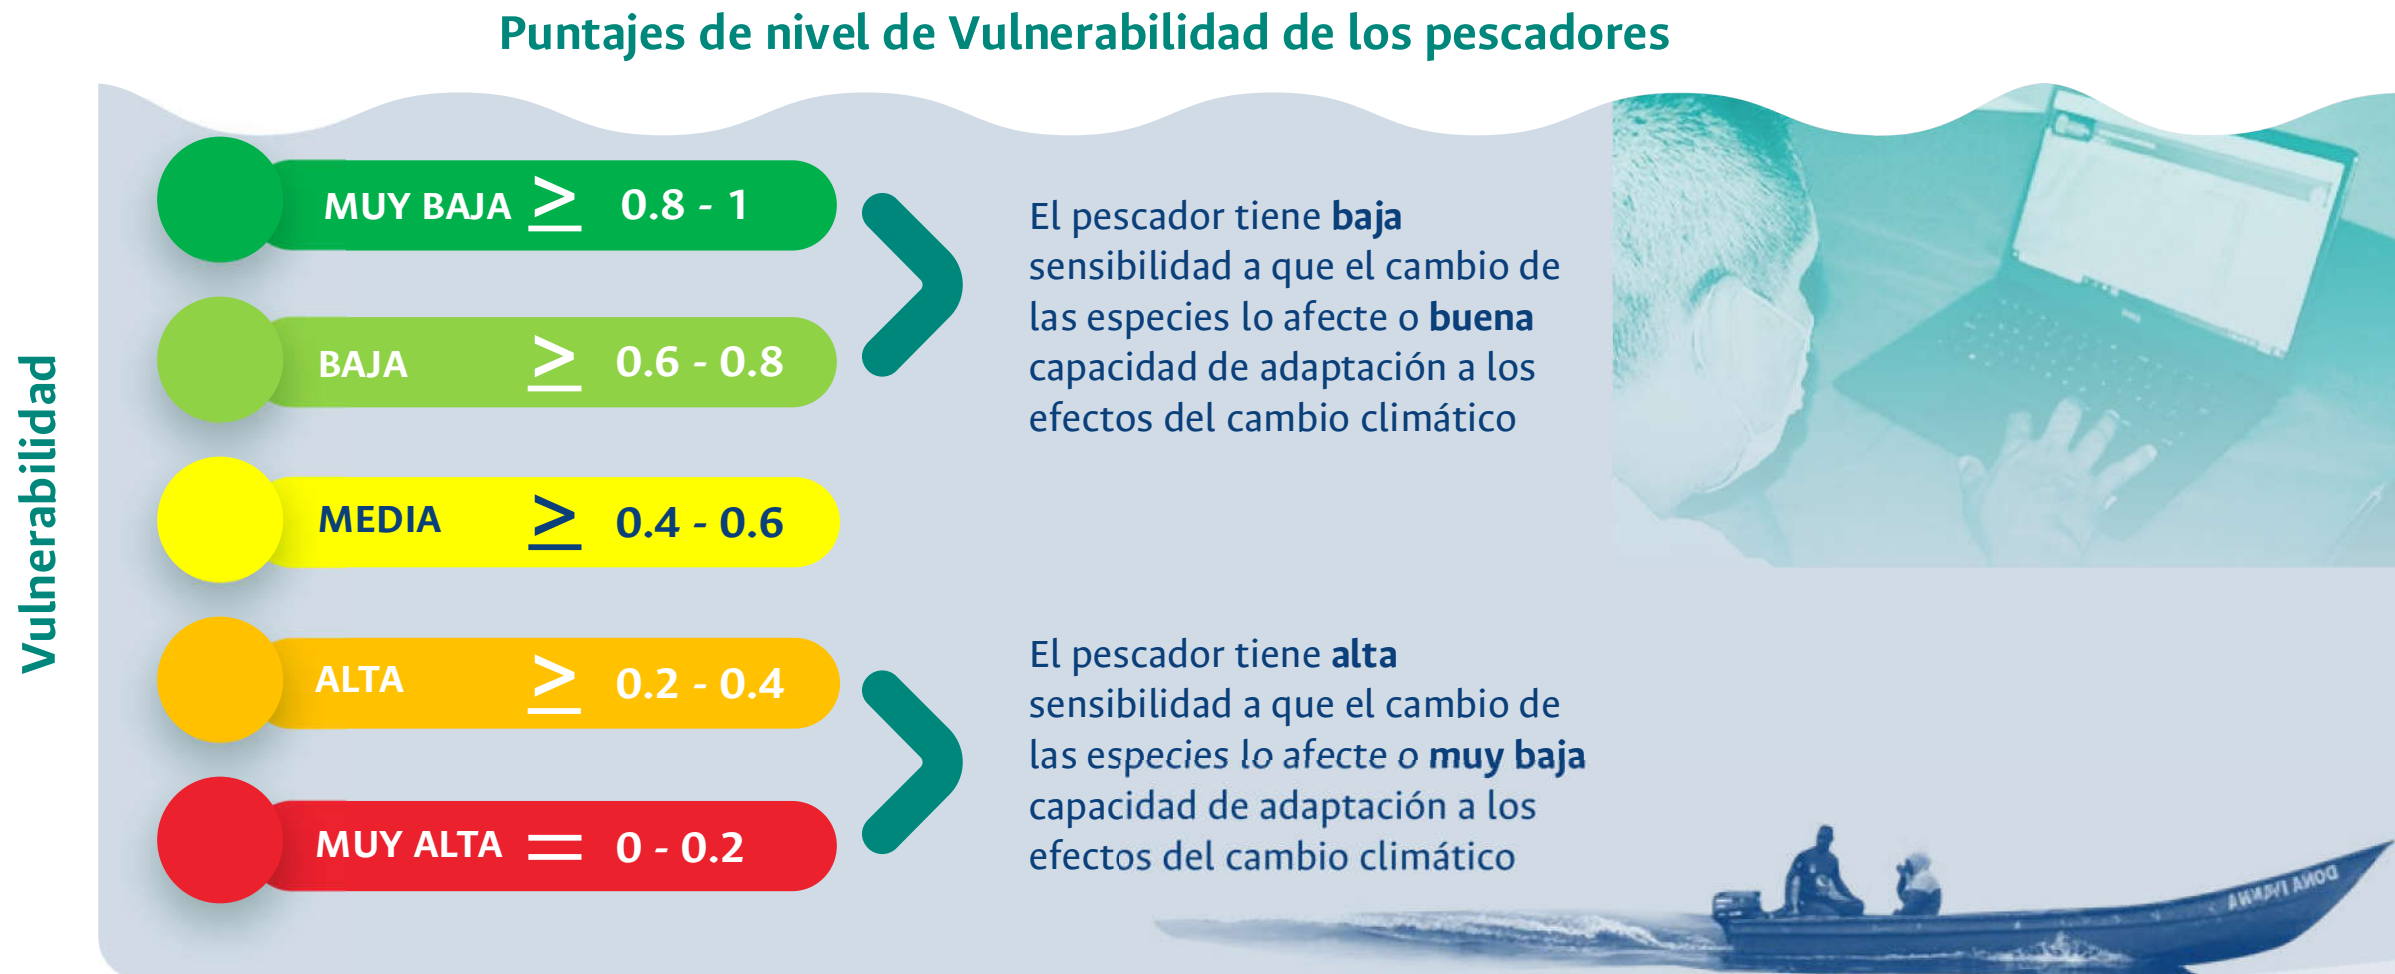 Puntajes de nivel de Vulnerabilidad de los pescadores
Vulnerabilidad
MUY BAJA ≥ 0.8 - 1
BAJA ≥ 0.6 - 0.8
MEDIA ≥ 0.4 - 0.6
ALTA ≥ 0.2 - 0.4
MUY ALTA = 0 - 0.2
El pescador tiene baja
sensibilidad a que el cambio de
las especies lo afecte o buena
capacidad de adaptación a los
efectos del cambio climático
El pescador tiene alta
sensibilidad a que el cambio de
las especies lo afecte o muy baja
capacidad de adaptación a los
efectos del cambio climático